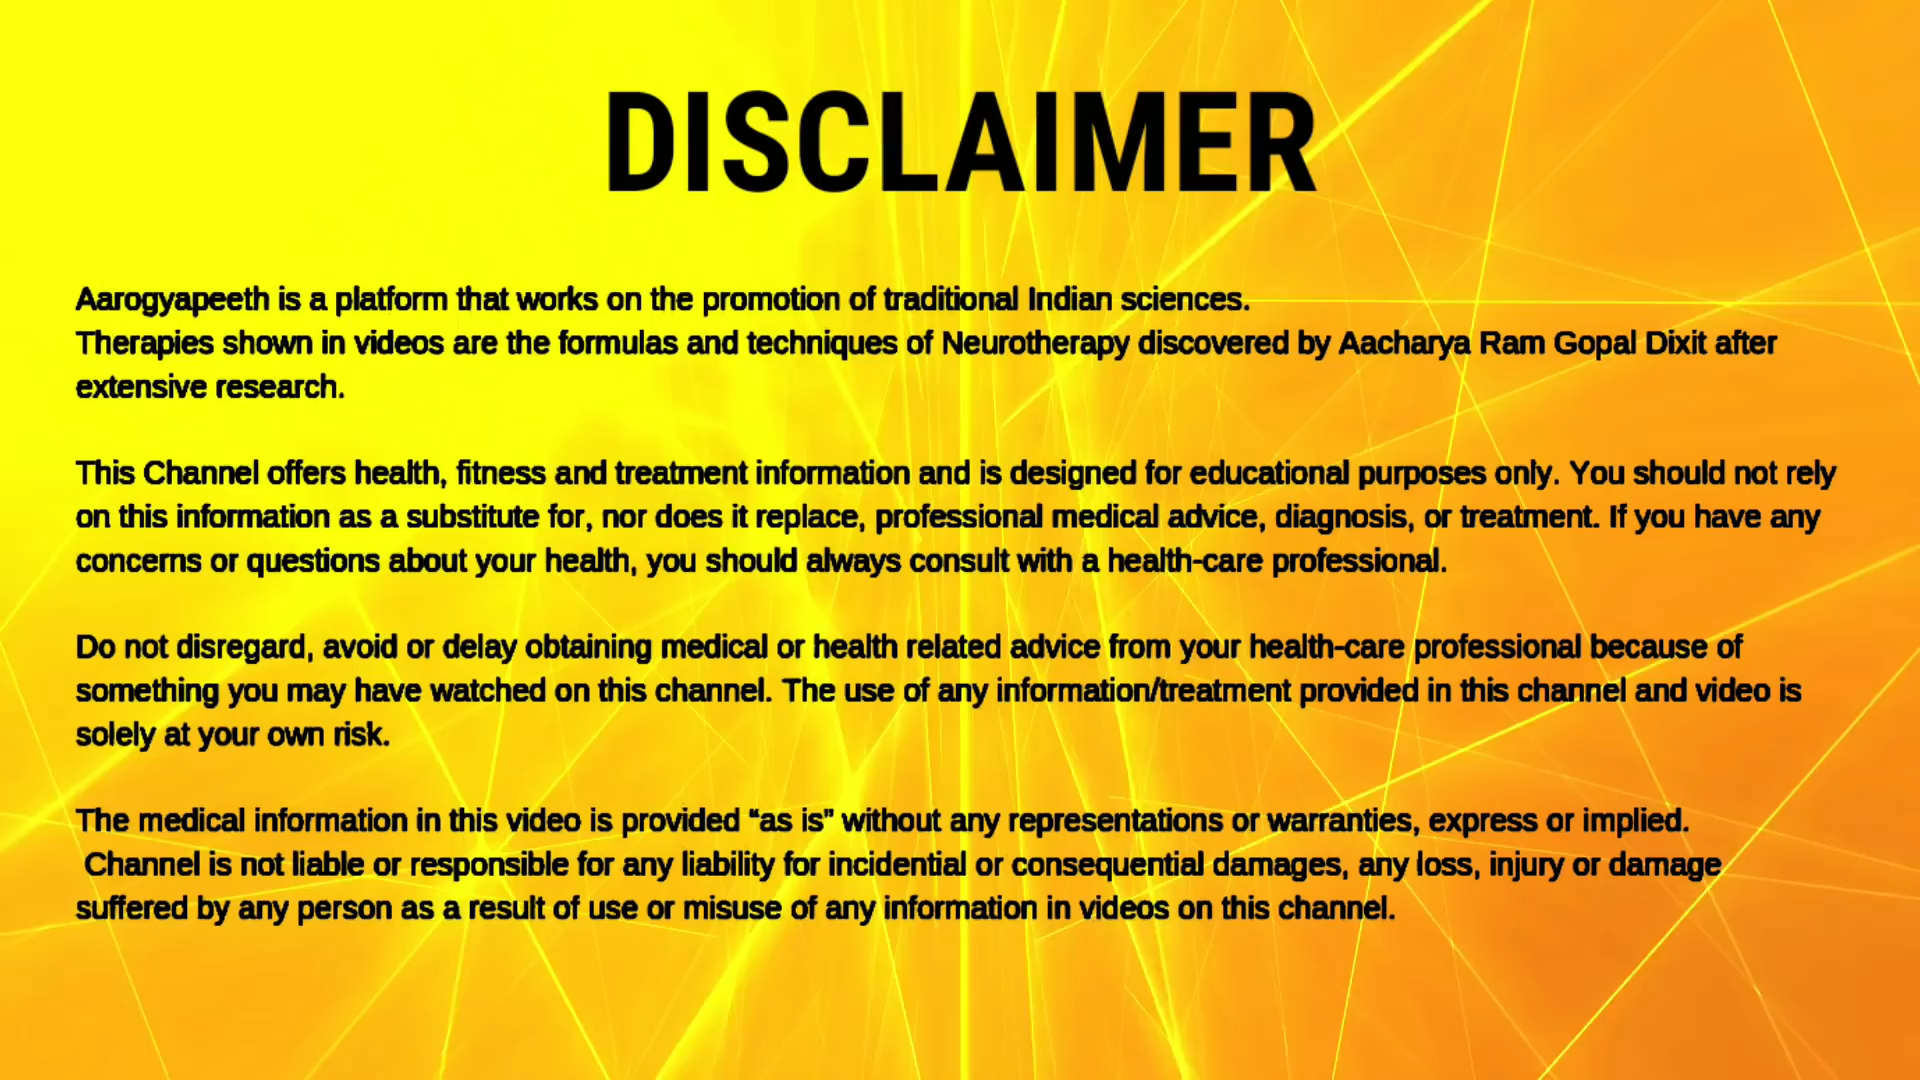 DISCLAIMER
Aarogyapeeth is a platform that works on the promotion of traditional Indian sciences.
Therapies shown in videos are the formulas and techniques of Neurotherapy discovered by Aacharya Ram Gopal Dixit after
extensive research.
This Channel offers health, fitness and treatment information and is designed for educational purposes only. You should not rely
on this information as a substitute for, nor does it replace, professional medical advice, diagnosis, or treatment. If you have any
concerns or questions about your health, you should always consult with a health-care professional.
Do not disregard, avoid or delay obtaining medical or health related advice from your health-care professional because of
something you may have watched on this channel. The use of any information/treatment provided in this channel and video is
solely at your own risk.
The medical information in this video is provided “as is” without any representations or warranties, express or implied.
Channel is not liable or responsible for any liability for incidential or consequential damages, any loss, injury or damage
suffered by any person as a result of use or misuse of any information in videos on this channel.